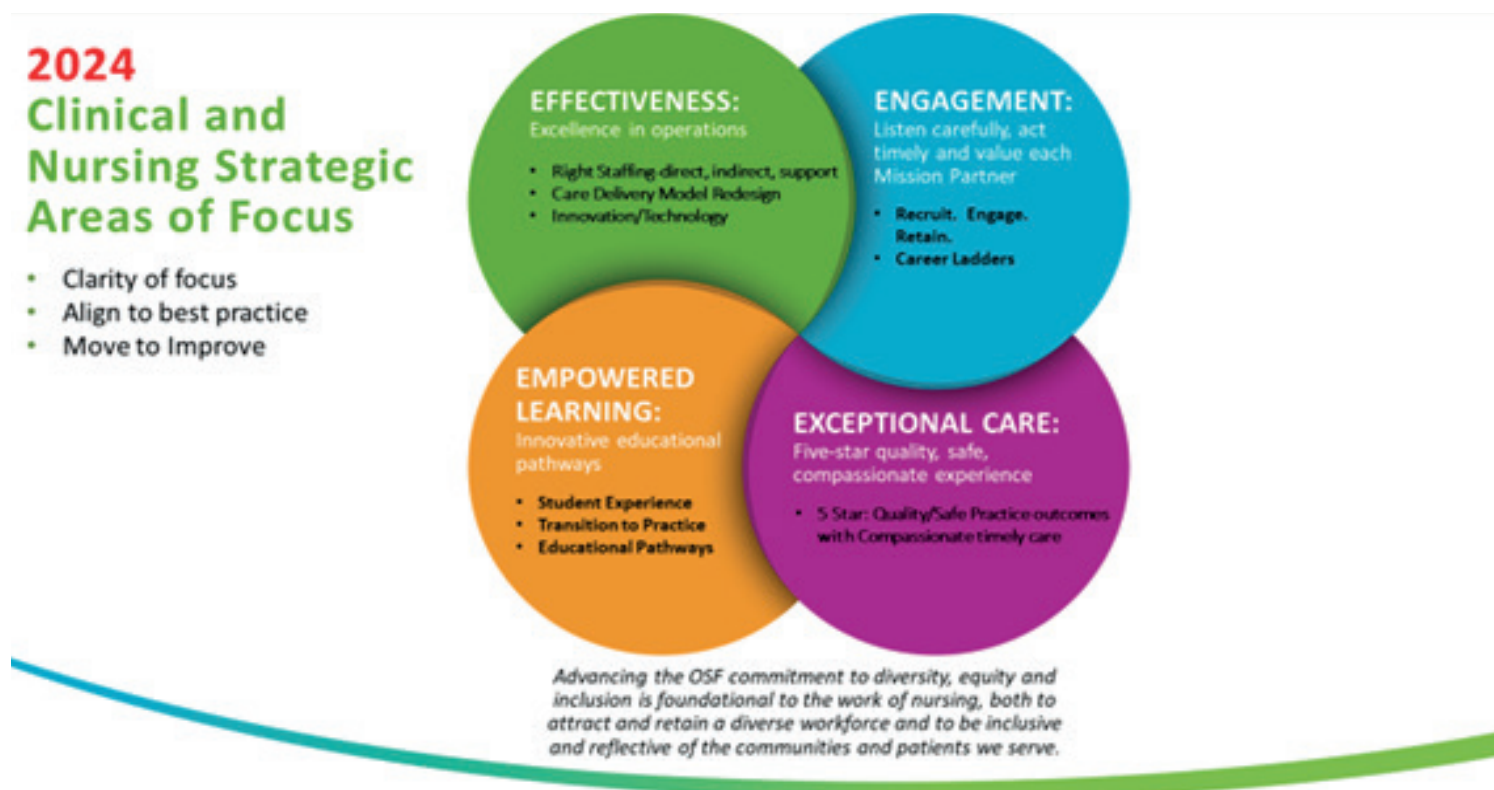 2024
Clinical and
Nursing Strategic
Areas of Focus
• Clarity of focus
• Align to best practice
• Move to Improve
EFFECTIVENESS:
Excellence in operations
• Right Staffing-direct, indirect, support
• Care Delivery Model Redesign
• Innovation/Technology
ENGAGEMENT:
Listen carefully, act
timely and value each
Mission Partner
• Recruit. Engage.
Retain.
• Career Ladders
EMPOWERED
LEARNING:
Innovative educational
pathways
• Student Experience
• Transition to Practice
• Educational Pathways
EXCEPTIONAL CARE:
Five-star quality, safe,
compassionate experience
• 5 Star: Quality/Safe Practice outcomes
with Compassionate timely care
Advancing the OSF commitment to diversity, equity and
inclusion is foundational to the work of nursing, both to
attract and retain a diverse workforce and to be inclusive
and reflective of the communities and patients we serve.